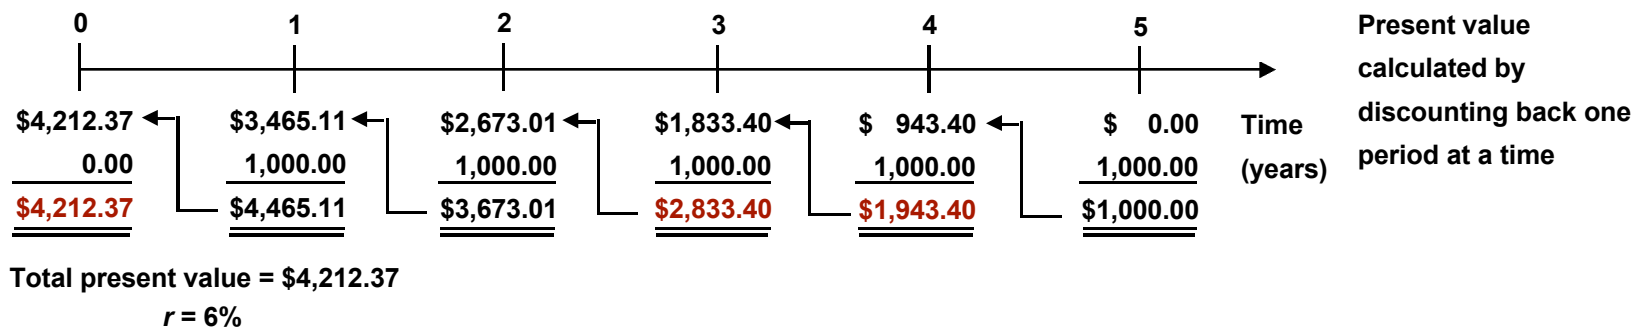 0 1 2 3 4 5
Present value
calculated by
discounting back one
period at a time
$4,212.37 $3,465.11 $2,673.01 $1,833.40 $ 943.40 $ 0.00 Time
0.00 1,000.00 1,000.00 1,000.00 1,000.00 1,000.00 (years)
$4,212.37 $4,465.11 $3,673.01 $2,833.40 $1,943.40 $1,000.00
Total present value = $4,212.37
r = 6%